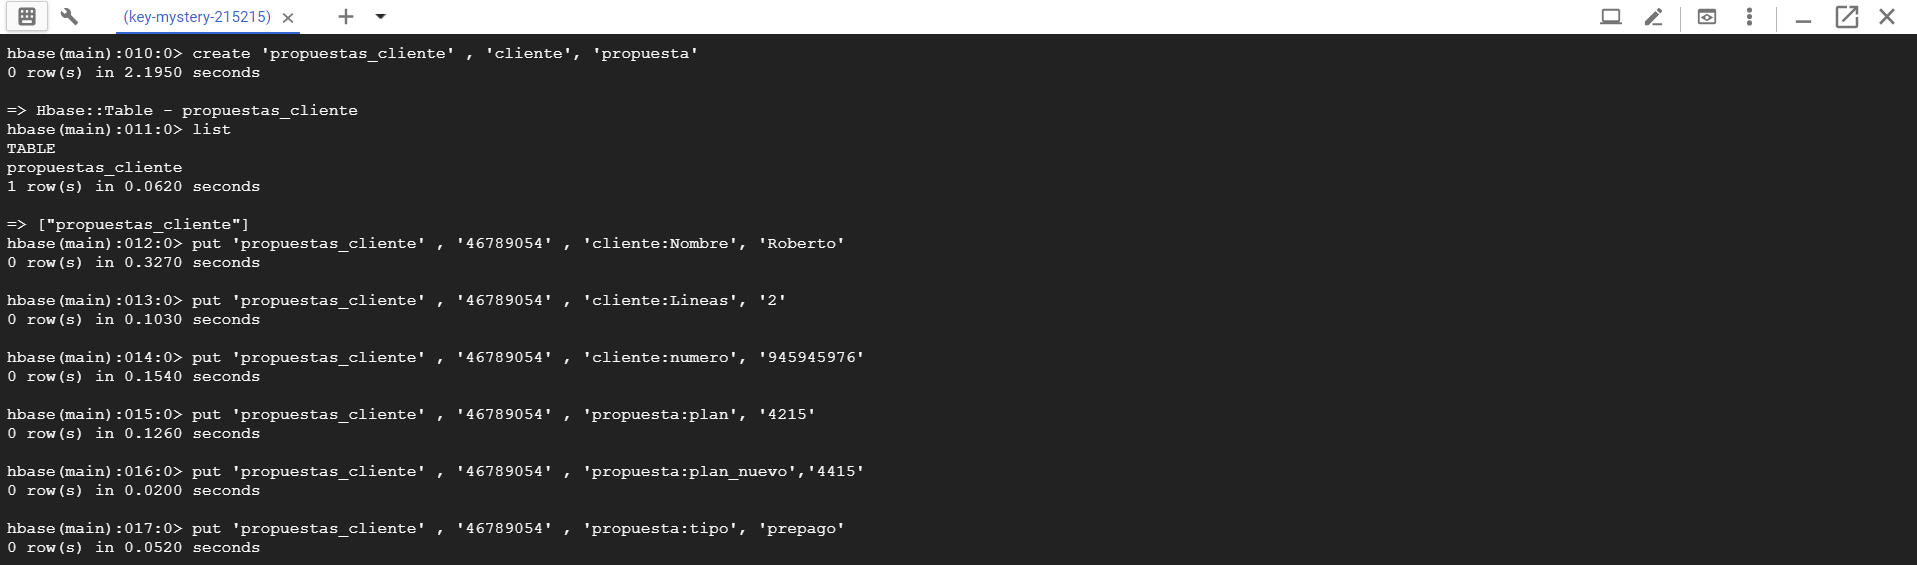 (key-mystery-215215)
hbase(main):010:0> create 'propuestas_cliente' , 'cliente', 'propuesta'
0 row(s) in 2.1950 seconds
=> Hbase::Table - propuestas_cliente
hbase(main):011:0> list
TABLE
propuestas_cliente
1 row(s) in 0.0620 seconds
=> ["propuestas_cliente"]
hbase(main):012:0> put 'propuestas_cliente' , '46789054' , 'cliente:Nombre', 'Roberto'
0 row(s) in 0.3270 seconds
hbase(main):013:0> put 'propuestas_cliente' , '46789054' , 'cliente:Lineas', '2'
0 row(s) in 0.1030 seconds
hbase(main):014:0> put 'propuestas_cliente' , '46789054' , 'cliente:numero', '945945976'
0 row(s) in 0.1540 seconds
hbase(main):015:0> put 'propuestas_cliente' , '46789054' , 'propuesta:plan', '4215'
0 row(s) in 0.1260 seconds
hbase(main):016:0> put 'propuestas_cliente' , '46789054' , 'propuesta:plan_nuevo','4415'
0 row(s) in 0.0200 seconds
hbase(main):017:0> put 'propuestas_cliente' , '46789054' , 'propuesta:tipo', 'prepago'
0 row(s) in 0.0520 seconds